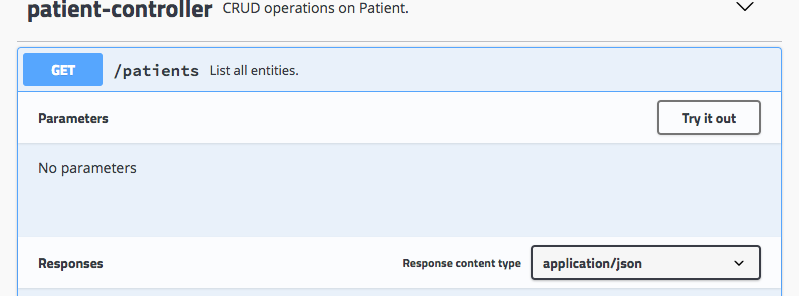 patient-controller CRUD operations on Patient.
GET /patients List all entities.
Parameters Try it out
No parameters
Responses Response content type application/json